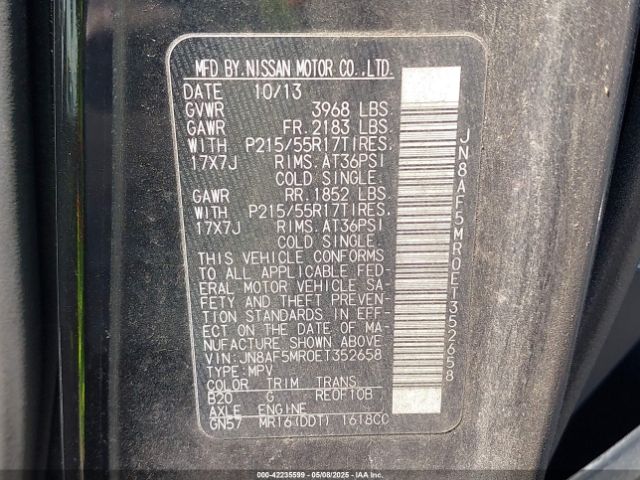 MFD BY.NISSAN MOTOR CO.,LTD.
DATE 10/13
GVWR 3968 LBS
GAWR FR.2183 LBS.
WITH P215/55R17TIRES.
17X7J RIMS.AT36PSI
COLD SINGLE.
GAWR RR.1852 LBS
WITH P215/55R17TIRES.
17X7J RIMS.AT36PSI
COLD SINGLE.
THIS VEHICLE CONFORMS
TO ALL APPLICABLE FED-
ERAL MOTOR VEHICLE SA-
FETY AND THEFT PREVEN-
TION STANDARDS IN EFF-
ECT ON THE DATE OF MA-
NUFACTURE SHOWN ABOVE
VIN:JN8AF5MR0ET352658
TYPE:MPV
COLOR TRIM TRANS
B20 G RE0F10B
AXLE ENGINE
GN57 MR16(DDT) 1618CC
JN8AF5MR0ET352658
000-42235599 - 05/08/2025 - IAAI.COM